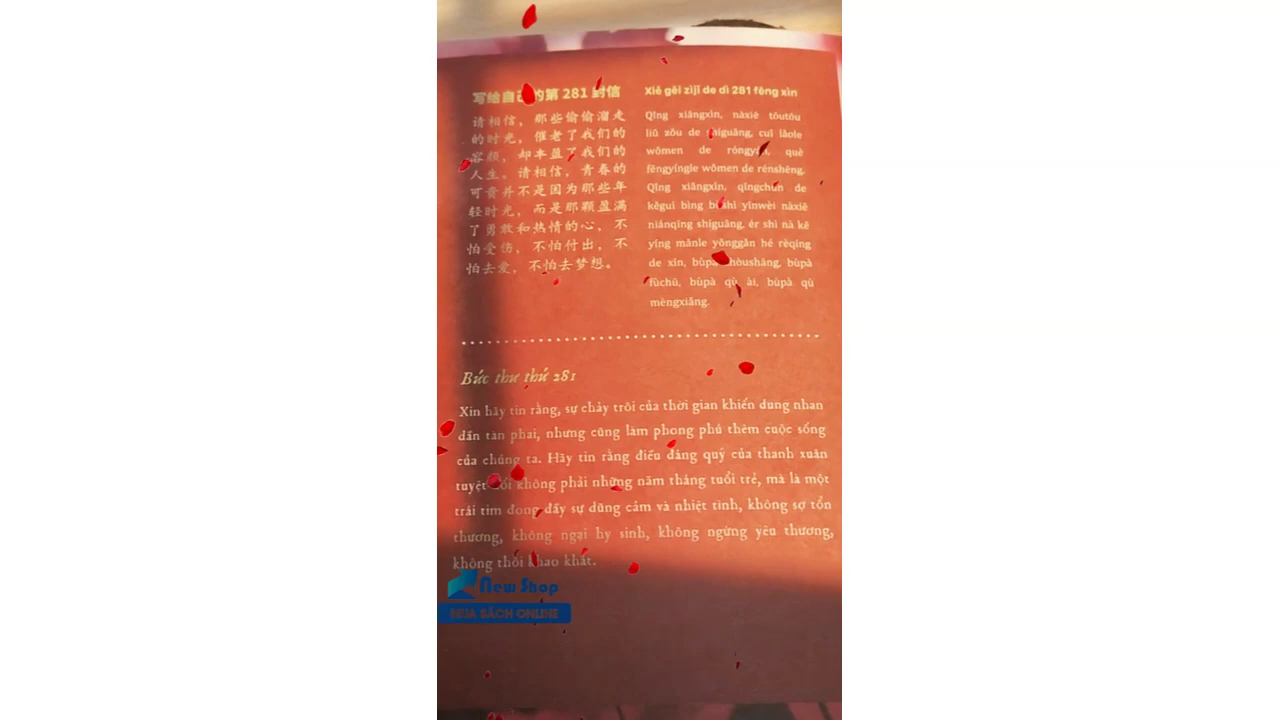 写给自己的第 281 封信
请相信，那些偷偷溜走
的时光，催老了我们的
容颜，却丰盈了我们的
人生。请相信，青春的
可贵并不是因为那些年
轻时光，而是那颗盈满
了勇敢和热情的心，不
怕受伤，不怕付出，不
怕去爱，不怕去梦想。
Xiě gěi zìjǐ de dì 281 fēng xìn
Qǐng xiāngxìn, nàxiē tōutōu
liū zǒu de shíguāng, cuī lǎole
wǒmen de róngyán, què
fēngyíngle wǒmen de rénshēng.
Qǐng xiāngxìn, qīngchūn de
kěguì bìng bùshì yīnwèi nàxiē
niánqīng shíguāng, ér shì nà kē
yíng mǎnle yǒnggǎn hé rèqíng
de xīn, bùpà shòushāng, bùpà
fùchū, bùpà qù ài, bùpà qù
mèngxiǎng.
Bức thư thứ 281
Xin hãy tin rằng, sự chảy trôi của thời gian khiến dung nhan
dần tàn phai, nhưng cũng làm phong phú thêm cuộc sống
của chúng ta. Hãy tin rằng điều đáng quý của thanh xuân
tuyệt đối không phải những năm tháng tuổi trẻ, mà là một
trái tim đong đầy sự dũng cảm và nhiệt tình, không sợ tổn
thương, không ngại hy sinh, không ngừng yêu thương,
không thôi khao khát.
New Shop
MUA SÁCH ONLINE